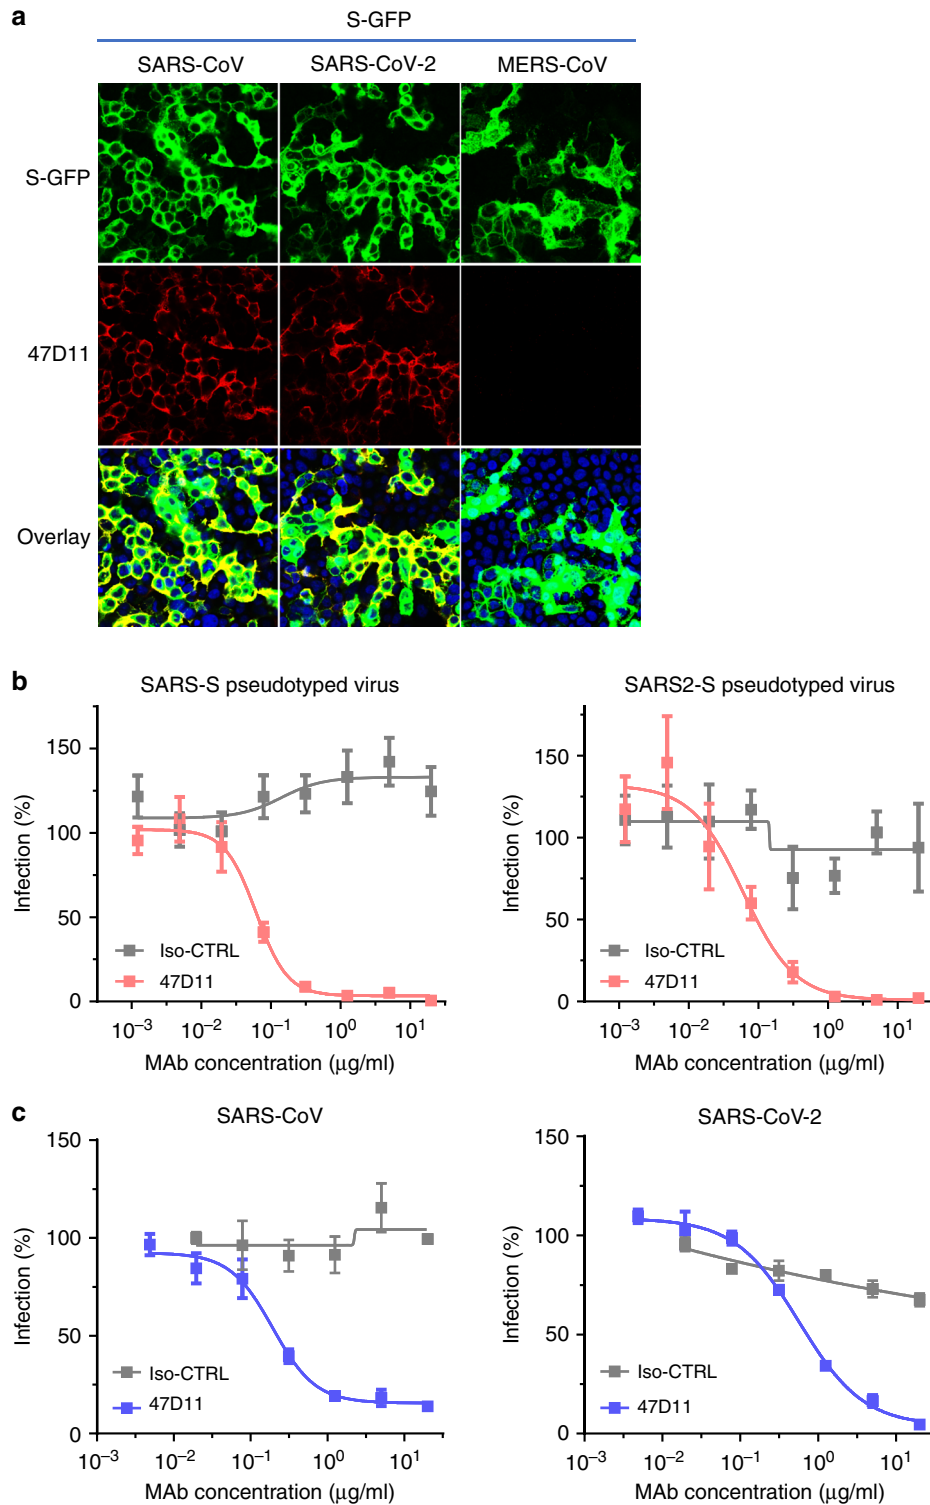 a
S-GFP
SARS-CoV SARS-CoV-2 MERS-CoV
S-GFP
47D11
Overlay
b
SARS-S pseudotyped virus
150
100
50
0
Infection (%)
Iso-CTRL
47D11
10⁻³ 10⁻² 10⁻¹ 10⁰ 10¹
MAb concentration (μg/ml)
SARS2-S pseudotyped virus
150
100
50
0
Infection (%)
Iso-CTRL
47D11
10⁻³ 10⁻² 10⁻¹ 10⁰ 10¹
MAb concentration (μg/ml)
c
SARS-CoV
150
100
50
0
Infection (%)
Iso-CTRL
47D11
10⁻³ 10⁻² 10⁻¹ 10⁰ 10¹
MAb concentration (μg/ml)
SARS-CoV-2
150
100
50
0
Infection (%)
Iso-CTRL
47D11
10⁻³ 10⁻² 10⁻¹ 10⁰ 10¹
MAb concentration (μg/ml)